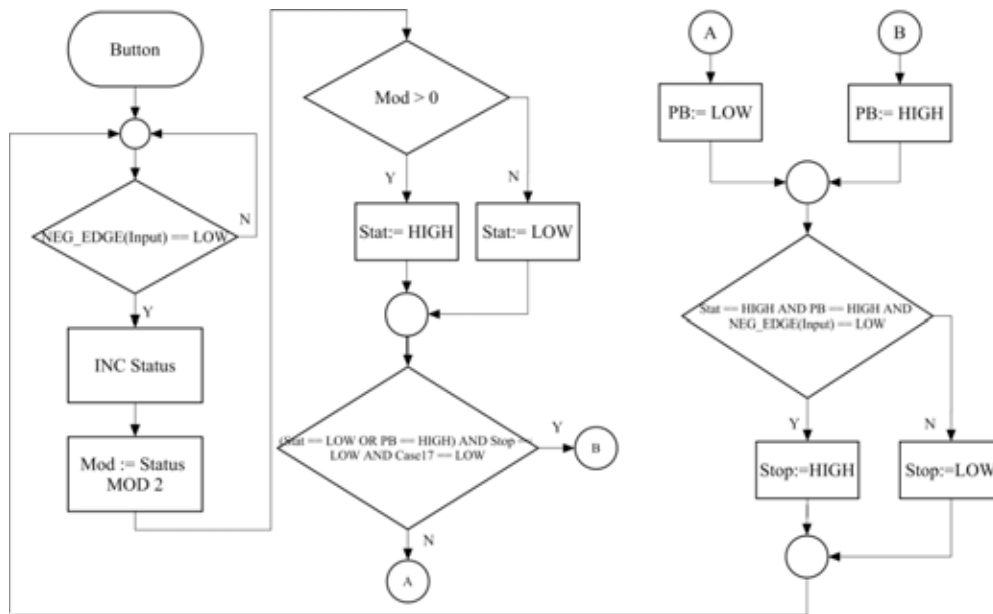 Button
NEG_EDGE(Input) == LOW
N
Y
INC Status
Mod := Status
MOD 2
Mod > 0
Y
N
Stat:= HIGH
Stat:= LOW
(Stat == LOW OR PB == HIGH) AND Stop ==
LOW AND Case17 == LOW
Y
B
N
A
A
B
PB:= LOW
PB:= HIGH
Stat == HIGH AND PB == HIGH AND
NEG_EDGE(Input) == LOW
Y
N
Stop:=HIGH
Stop:=LOW